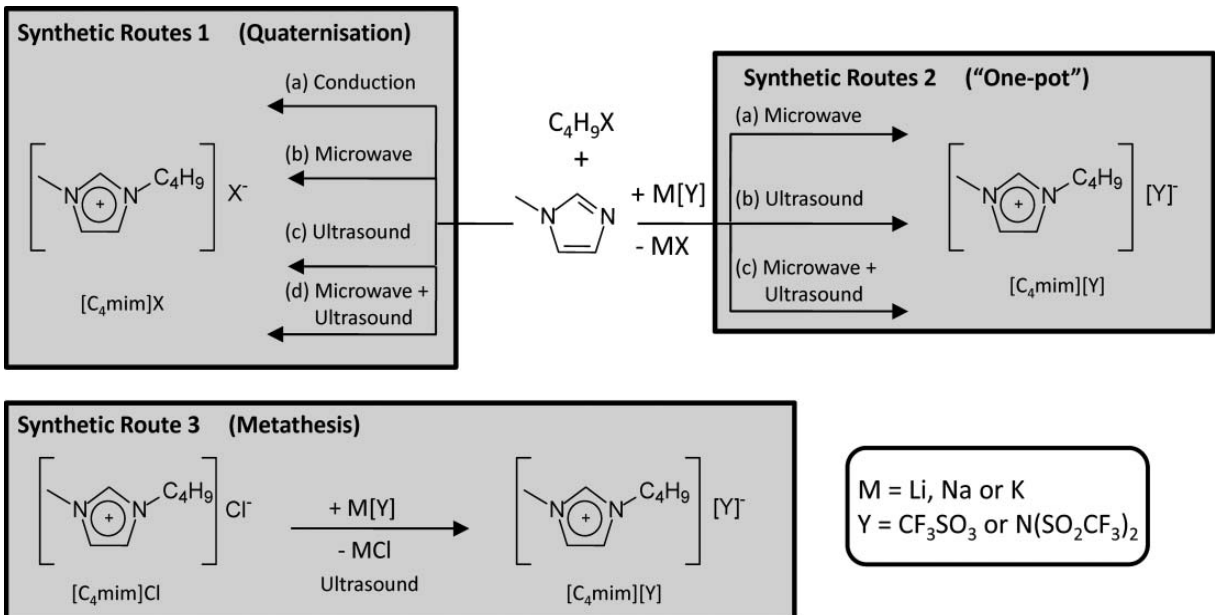 Synthetic Routes 1 (Quaternisation)
(a) Conduction
(b) Microwave
(c) Ultrasound
(d) Microwave +
Ultrasound
N
N
C₄H₉
+
X⁻
[C₄mim]X
C₄H₉X
+
N
N
+ M[Y]
- MX
Synthetic Routes 2 ("One-pot")
(a) Microwave
(b) Ultrasound
(c) Microwave +
Ultrasound
N
N
C₄H₉
+
[Y]⁻
[C₄mim][Y]
Synthetic Route 3 (Metathesis)
N
N
C₄H₉
+
Cl⁻
[C₄mim]Cl
+ M[Y]
- MCl
Ultrasound
N
N
C₄H₉
+
[Y]⁻
[C₄mim][Y]
M = Li, Na or K
Y = CF₃SO₃ or N(SO₂CF₃)₂